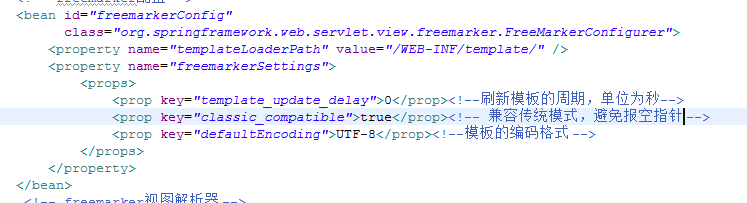 <bean id="freemarkerConfig"
class="org.springframework.web.servlet.view.freemarker.FreeMarkerConfigurer">
<property name="templateLoaderPath" value="/WEB-INF/template/" />
<property name="freemarkerSettings">
<props>
<prop key="template_update_delay">0</prop><!--刷新模板的周期，单位为秒-->
<prop key="classic_compatible">true</prop><!-- 兼容传统模式，避免报空指针-->
<prop key="defaultEncoding">UTF-8</prop><!--模板的编码格式 -->
</props>
</property>
</bean>
<!-- freemarker视图解析器 -->